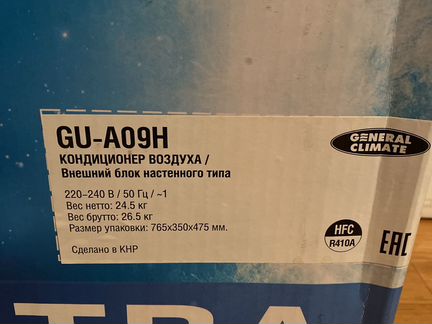 GU-A09H
КОНДИЦИОНЕР ВОЗДУХА /
Внешний блок настенного типа
220–240 В / 50 Гц / ~1
Вес нетто: 24.5 кг
Вес брутто: 26.5 кг
Размер упаковки: 765x350x475 мм.
Сделано в КНР
GENERAL
CLIMATE
HFC
R410A
EAC
TRA